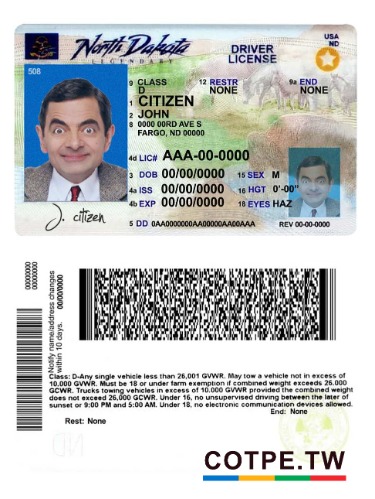 North Dakota
LEGENDARY
DRIVER LICENSE
USA
ND
508
9 CLASS D
12 RESTR NONE
9a END NONE
1 CITIZEN
2 JOHN
8 0000 00RD AVE S
FARGO, ND 00000
4d LIC# AAA-00-0000
3 DOB 00/00/0000 15 SEX M
4a ISS 00/00/0000 16 HGT 0'-00"
4b EXP 00/00/0000 18 EYES HAZ
J. citizen
5 DD 0AA0000000AA00000AA00AAA REV 00-00-0000
00000000
00000000
Notify name/address changes
within 10 days. 00/00/0000
Class: D-Any single vehicle less than 26,001 GVWR. May tow a vehicle not in excess of
10,000 GVWR. Must be 18 or under farm exemption if combined weight exceeds 26,000
GCWR. Trucks towing vehicles in excess of 10,000 GVWR provided the combined weight
does not exceed 26,000 GCWR. Under 16, no unsupervised driving between the later of
sunset or 9:00 PM and 5:00 AM. Under 18, no electronic communication devices allowed.
End: None
Rest: None
COTPE.TW